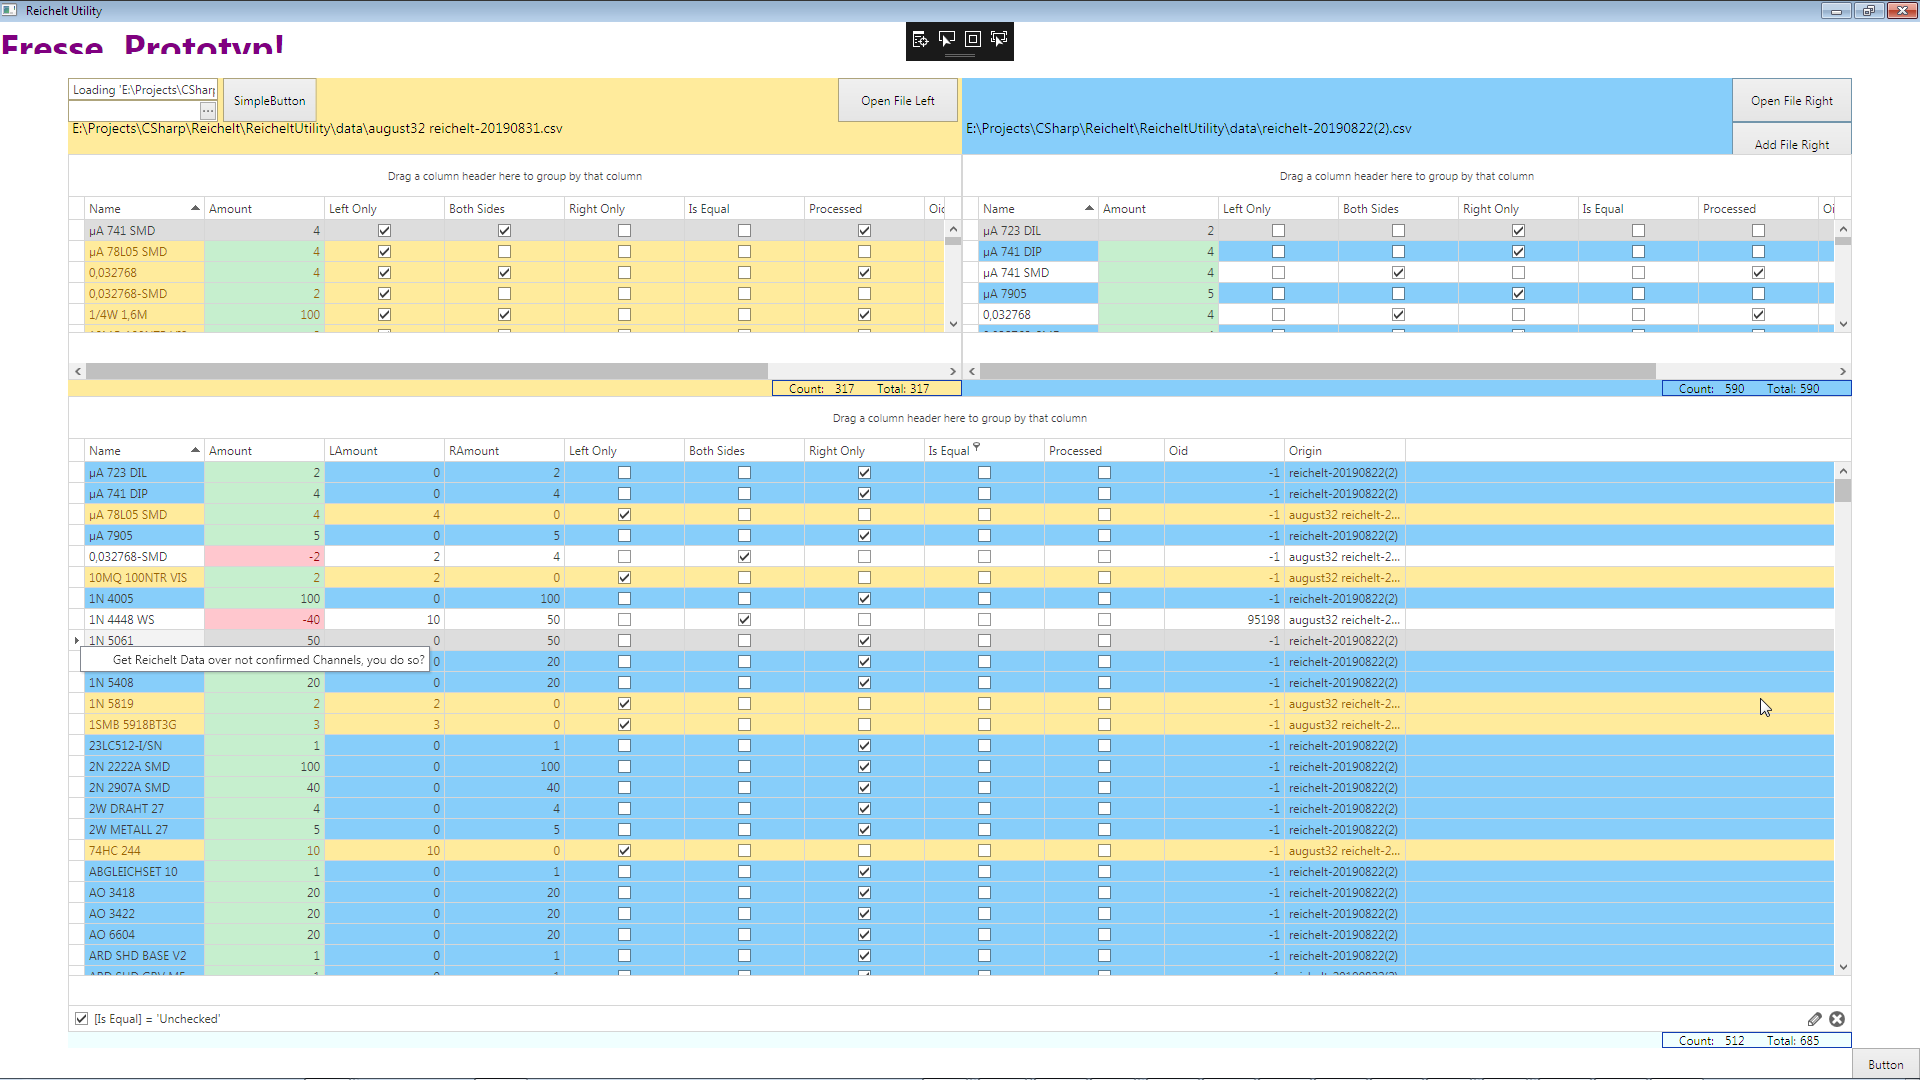 Reichelt Utility
Fresse, Prototyp!
Loading 'E:\Projects\CSharp
SimpleButton
Open File Left
E:\Projects\CSharp\Reichelt\ReicheltUtility\data\august32 reichelt-20190831.csv
Open File Right
E:\Projects\CSharp\Reichelt\ReicheltUtility\data\reichelt-20190822(2).csv
Add File Right
Drag a column header here to group by that column
Name Amount Left Only Both Sides Right Only Is Equal Processed
µA 741 SMD 4
µA 78L05 SMD 4
0,032768 4
0,032768-SMD 2
1/4W 1,6M 100
Count: 317 Total: 317
Drag a column header here to group by that column
Name Amount Left Only Both Sides Right Only Is Equal Processed
µA 723 DIL 2
µA 741 DIP 4
µA 741 SMD 4
µA 7905 5
0,032768 4
Count: 590 Total: 590
Drag a column header here to group by that column
Name Amount LAmount RAmount Left Only Both Sides Right Only Is Equal Processed Oid Origin
µA 723 DIL 2 0 2 -1 reichelt-20190822(2)
µA 741 DIP 4 0 4 -1 reichelt-20190822(2)
µA 78L05 SMD 4 4 0 -1 august32 reichelt-2...
µA 7905 5 0 5 -1 reichelt-20190822(2)
0,032768-SMD -2 2 4 -1 august32 reichelt-2...
10MQ 100NTR VIS 2 2 0 -1 august32 reichelt-2...
1N 4005 100 0 100 -1 reichelt-20190822(2)
1N 4448 WS -40 10 50 95198 august32 reichelt-2...
1N 5061 50 0 50 -1 reichelt-20190822(2)
Get Reichelt Data over not confirmed Channels, you do so? 0 20 -1 reichelt-20190822(2)
1N 5408 20 0 20 -1 reichelt-20190822(2)
1N 5819 2 2 0 -1 august32 reichelt-2...
1SMB 5918BT3G 3 3 0 -1 august32 reichelt-2...
23LC512-I/SN 1 0 1 -1 reichelt-20190822(2)
2N 2222A SMD 100 0 100 -1 reichelt-20190822(2)
2N 2907A SMD 40 0 40 -1 reichelt-20190822(2)
2W DRAHT 27 4 0 4 -1 reichelt-20190822(2)
2W METALL 27 5 0 5 -1 reichelt-20190822(2)
74HC 244 10 10 0 -1 august32 reichelt-2...
ABGLEICHSET 10 1 0 1 -1 reichelt-20190822(2)
AO 3418 20 0 20 -1 reichelt-20190822(2)
AO 3422 20 0 20 -1 reichelt-20190822(2)
AO 6604 20 0 20 -1 reichelt-20190822(2)
ARD SHD BASE V2 1 0 1 -1 reichelt-20190822(2)
[Is Equal] = 'Unchecked'
Count: 512 Total: 685
Button